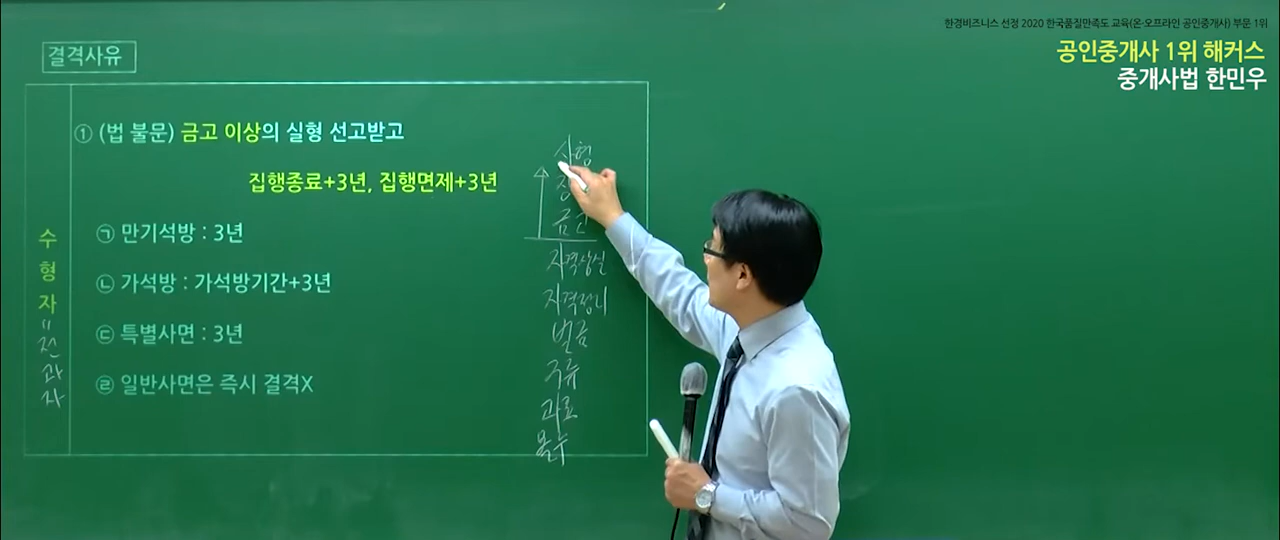 한경비즈니스 선정 2020 한국품질만족도 교육(온·오프라인 공인중개사) 부문 1위
공인중개사 1위 해커스
중개사법 한민우
결격사유
① (법 불문) 금고 이상의 실형 선고받고
집행종료+3년, 집행면제+3년
㉠ 만기석방 : 3년
㉡ 가석방 : 가석방기간+3년
㉢ 특별사면 : 3년
㉣ 일반사면은 즉시 결격X
수형자
=전과자
사형
금고
자격상실
자격정지
벌금
구류
과료
몰수